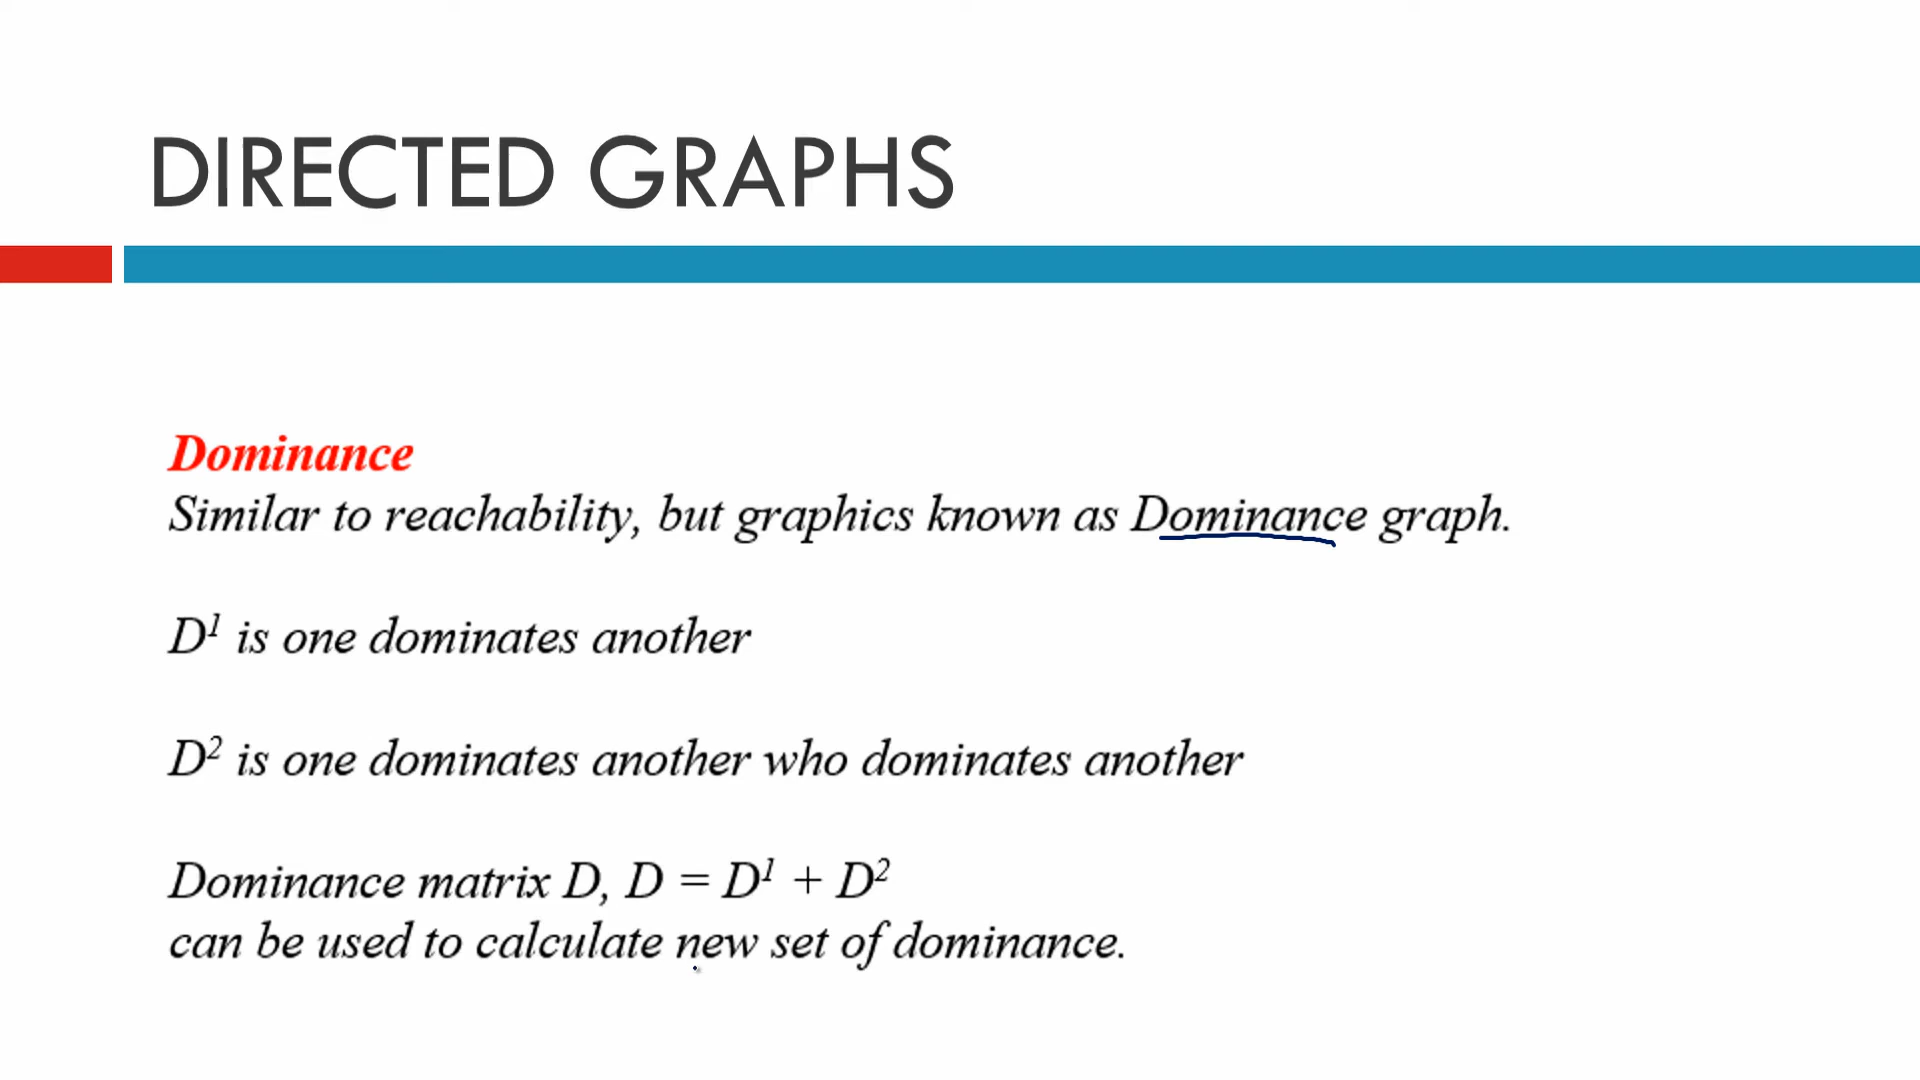 DIRECTED GRAPHS
Dominance
Similar to reachability, but graphics known as Dominance graph.
D¹ is one dominates another
D² is one dominates another who dominates another
Dominance matrix D, D = D¹ + D²
can be used to calculate new set of dominance.